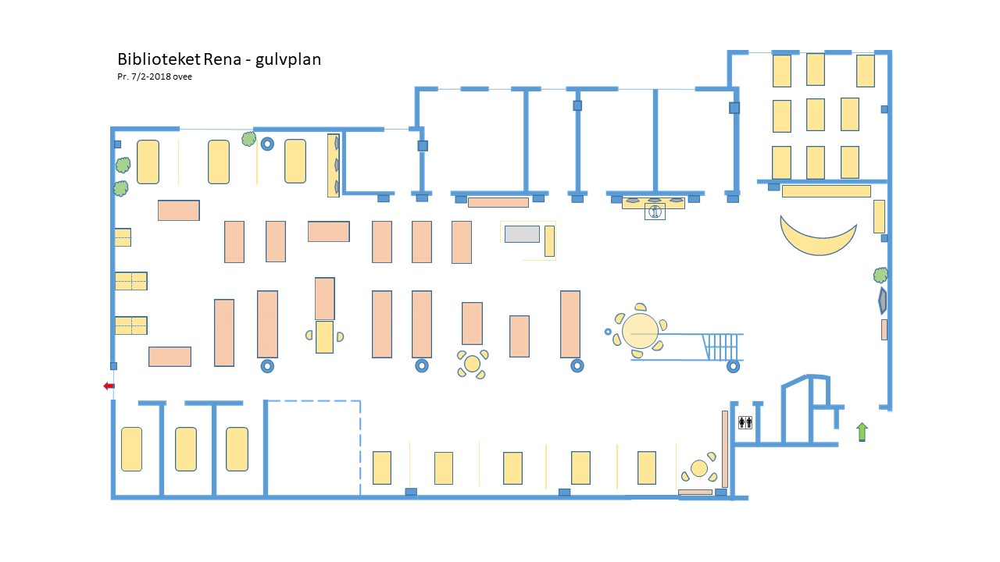 Biblioteket Rena - gulvplan
Pr. 7/2-2018 ovee